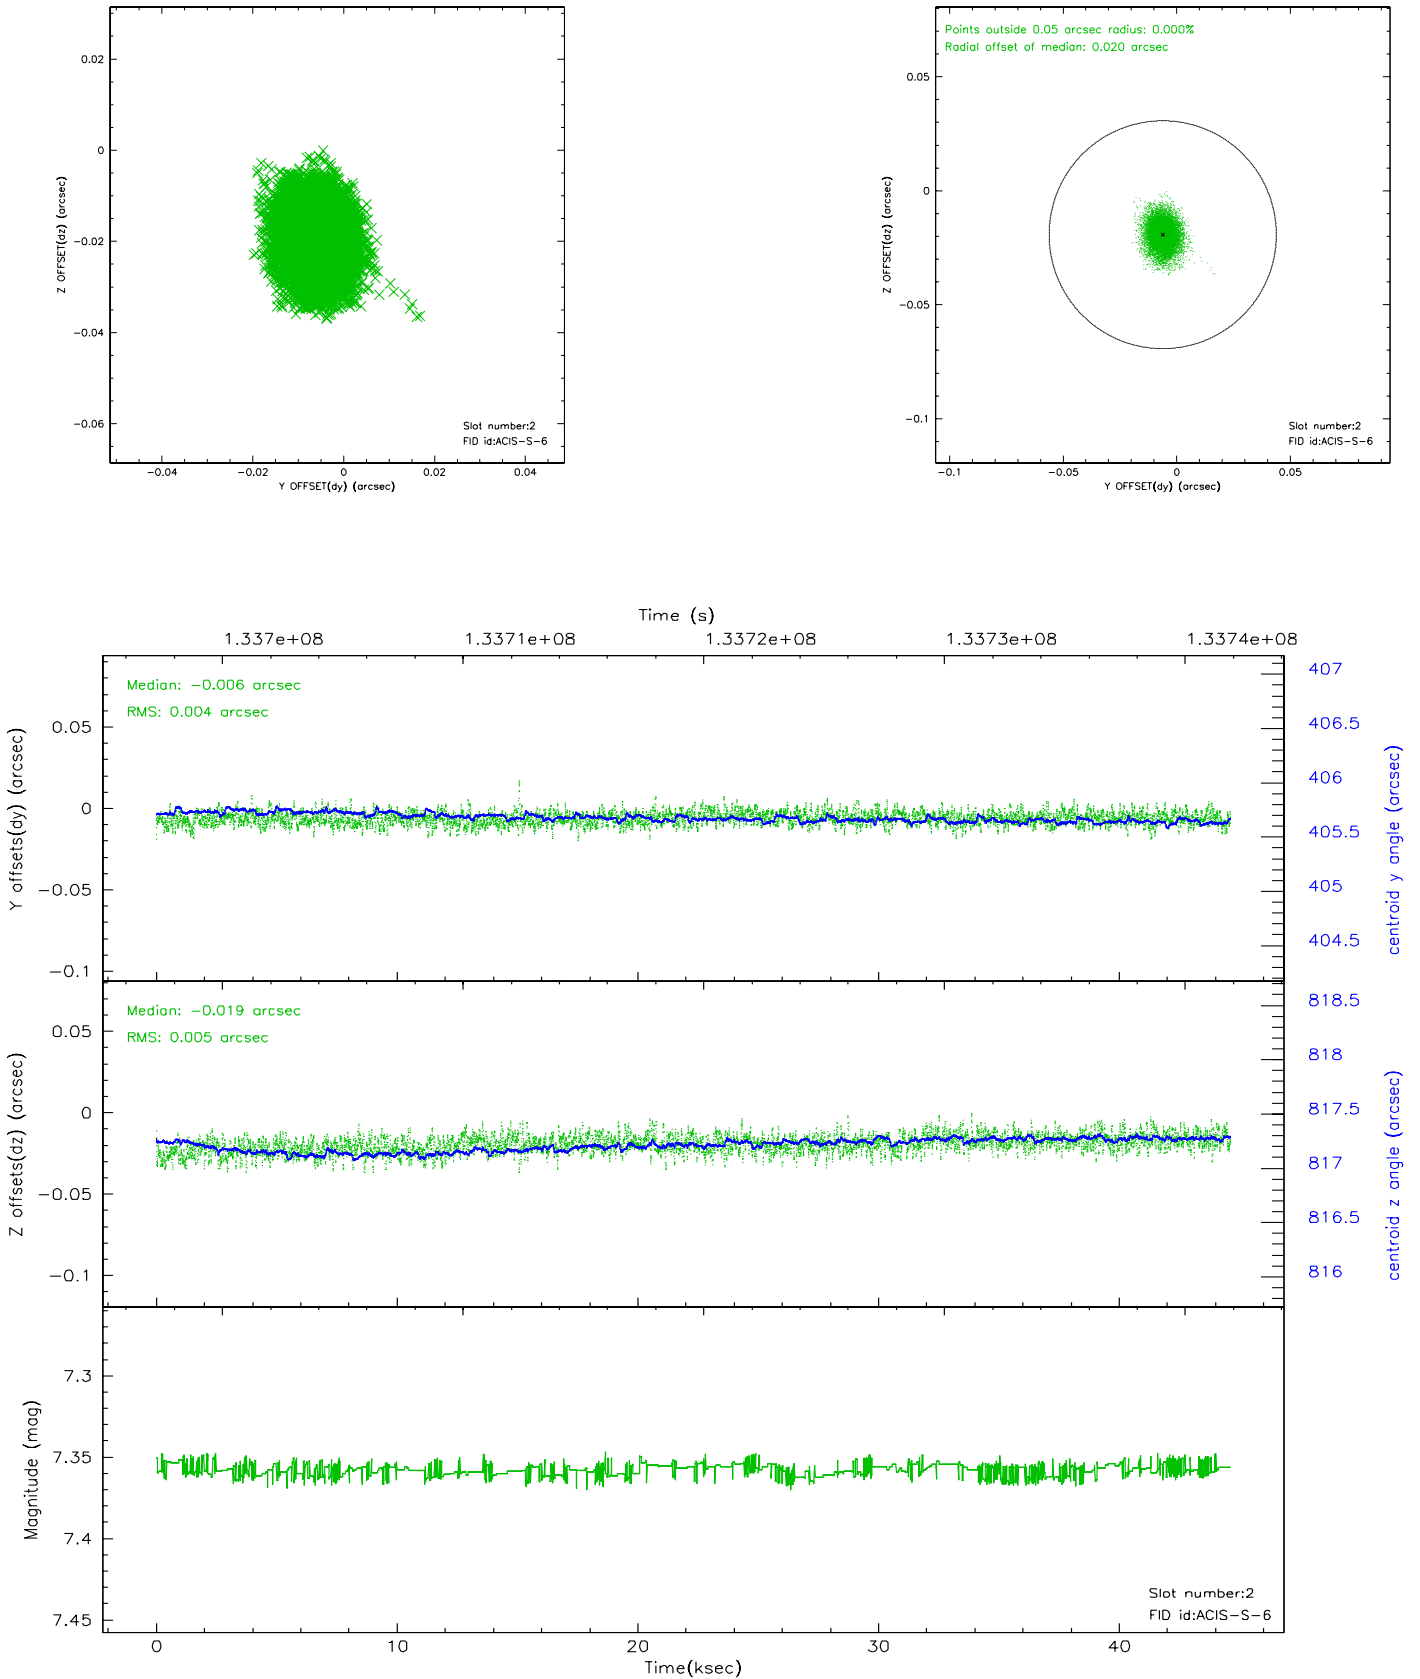 0.02
0
−0.02
−0.04
−0.06
Z OFFSET(dz) (arcsec)
Slot number:2
FID id:ACIS−S−6
−0.04
−0.02
0
0.02
0.04
Y OFFSET(dy) (arcsec)
Points outside 0.05 arcsec radius: 0.000%
Radial offset of median: 0.020 arcsec
0.05
0
−0.05
−0.1
Z OFFSET(dz) (arcsec)
Slot number:2
FID id:ACIS−S−6
−0.1
−0.05
0
0.05
Y OFFSET(dy) (arcsec)
Time (s)
1.337e+08
1.3371e+08
1.3372e+08
1.3373e+08
1.3374e+08
Median: −0.006 arcsec
RMS: 0.004 arcsec
0.05
0
−0.05
−0.1
Y offsets(dy) (arcsec)
407
406.5
406
405.5
405
404.5
centroid y angle (arcsec)
Median: −0.019 arcsec
RMS: 0.005 arcsec
0.05
0
−0.05
−0.1
Z offsets(dz) (arcsec)
818.5
818
817.5
817
816.5
816
centroid z angle (arcsec)
7.3
7.35
7.4
7.45
Magnitude (mag)
Slot number:2
FID id:ACIS−S−6
0
10
20
30
40
Time(ksec)